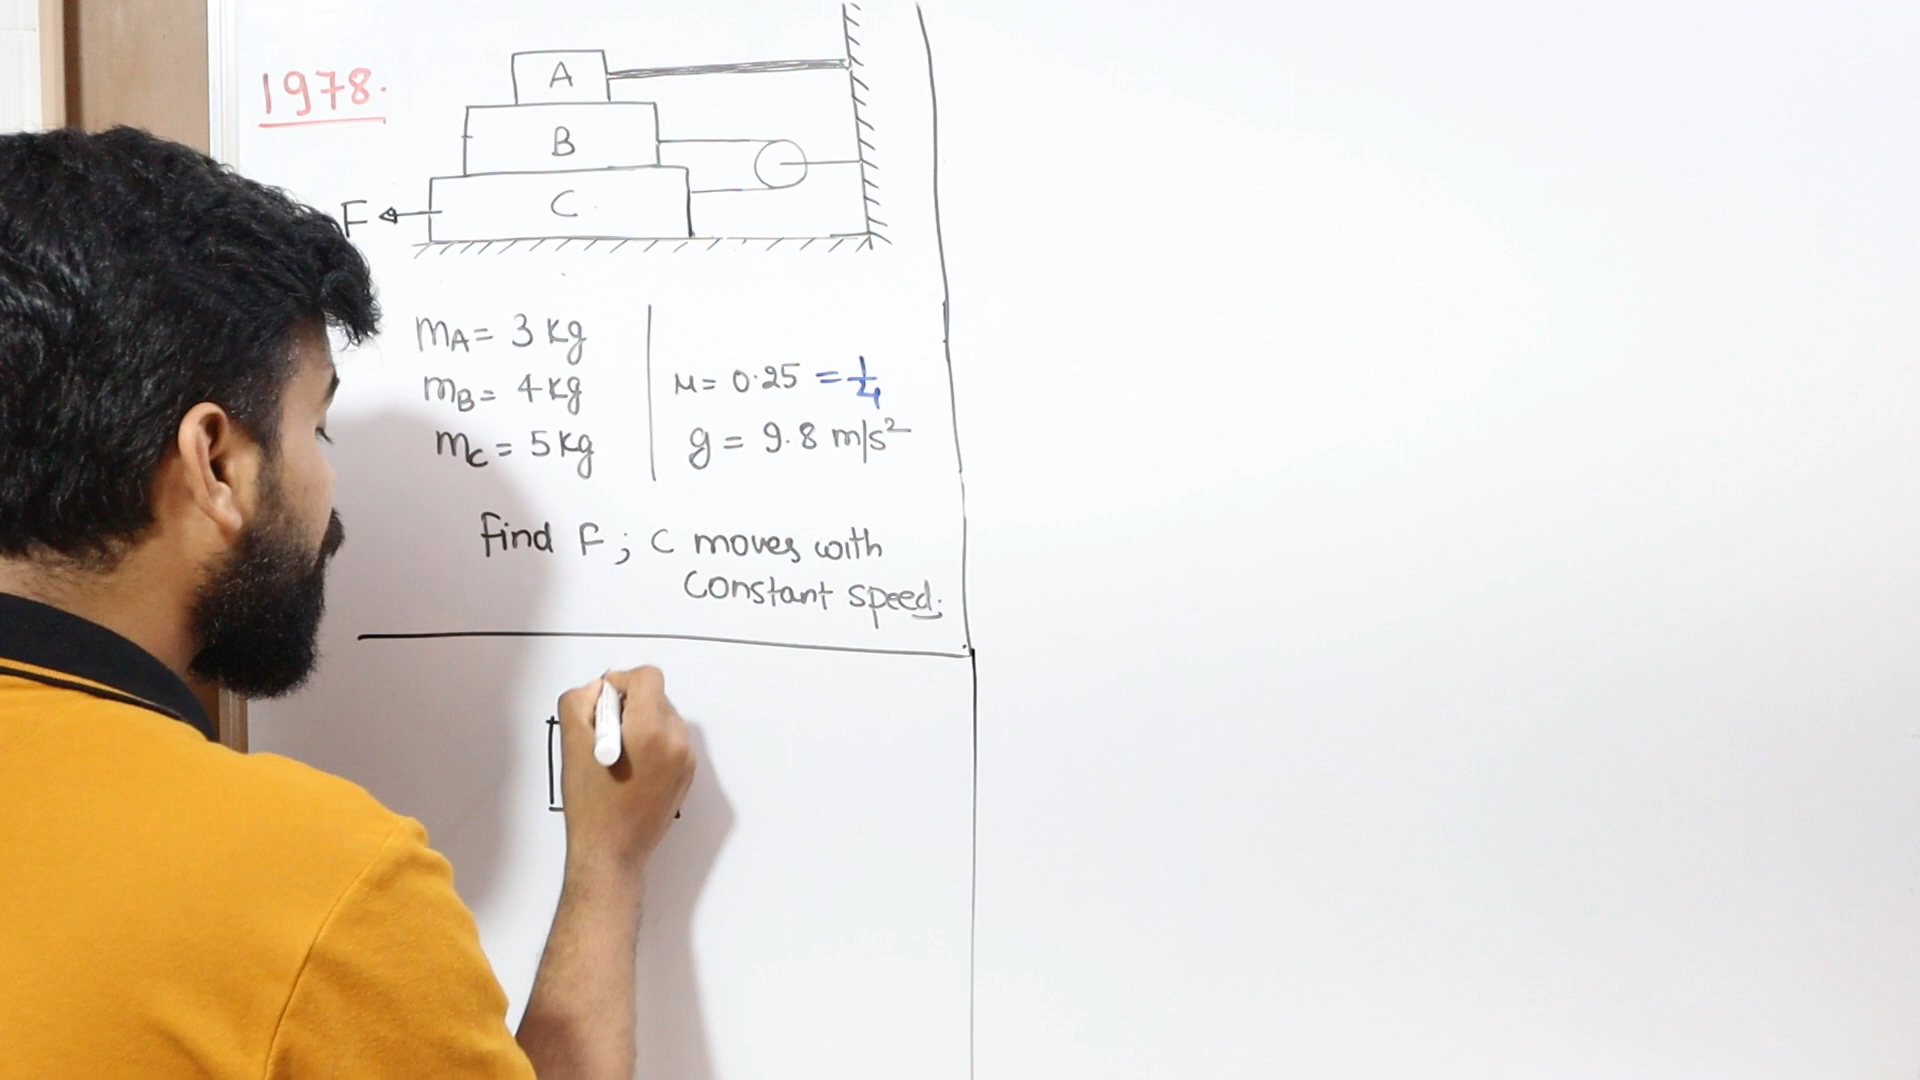 1978.
A
B
C
F
mA = 3 kg
mB = 4 kg
mC = 5 kg
μ = 0.25 = 1/4
g = 9.8 m/s²
find F ; C moves with
constant speed.